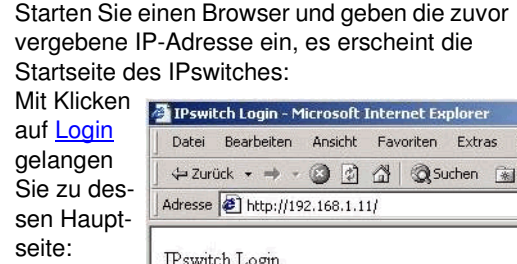 Starten Sie einen Browser und geben die zuvor
vergebene IP-Adresse ein, es erscheint die
Startseite des IPswitches:
Mit Klicken
auf Login
gelangen
Sie zu des-
sen Haupt-
seite:
IPswitch Login - Microsoft Internet Explorer
Datei Bearbeiten Ansicht Favoriten Extras
Zurück Suchen
Adresse http://192.168.1.11/
IPswitch Login